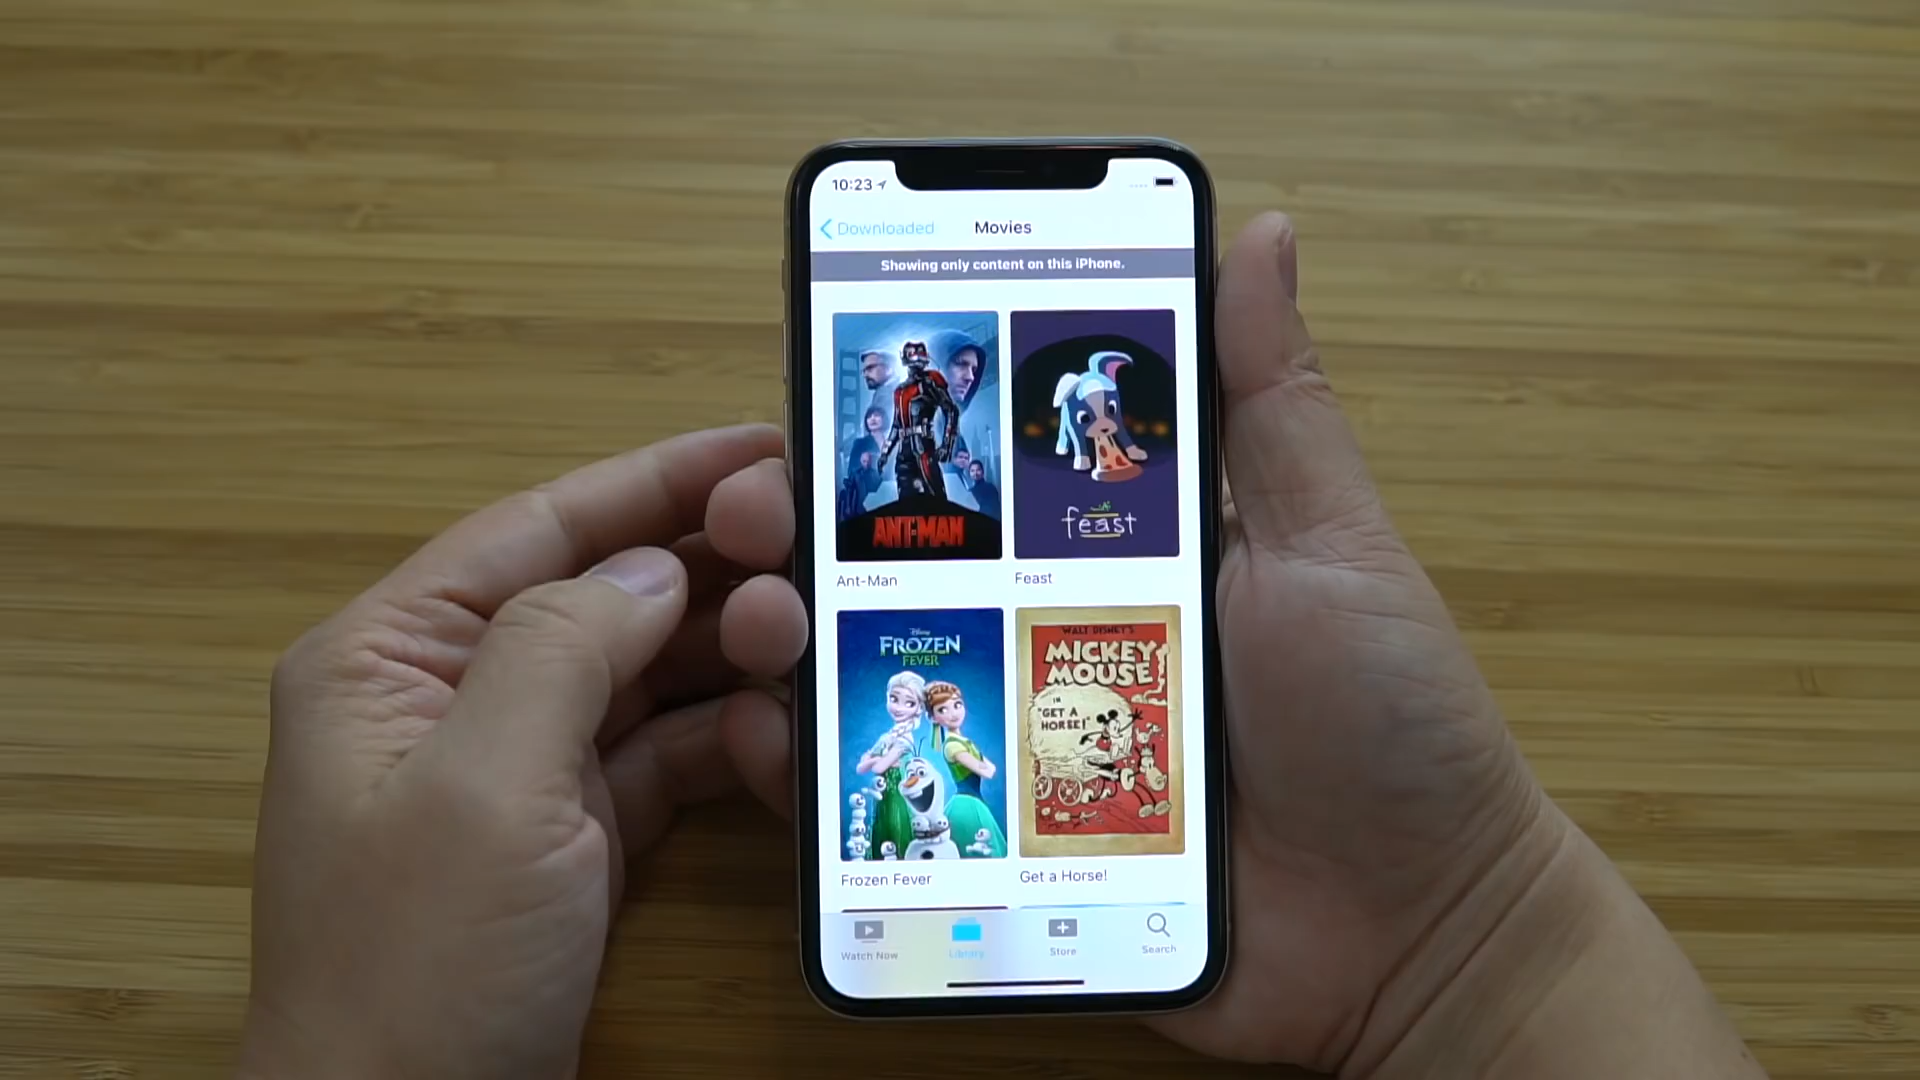 10:23
Downloaded
Movies
Showing only content on this iPhone.
ANT-MAN
feast
Ant-Man
Feast
Disney
FROZEN
FEVER
WALT DISNEY'S
MICKEY
MOUSE
IN
"GET A
HORSE!"
Frozen Fever
Get a Horse!
Watch Now
Library
Store
Search